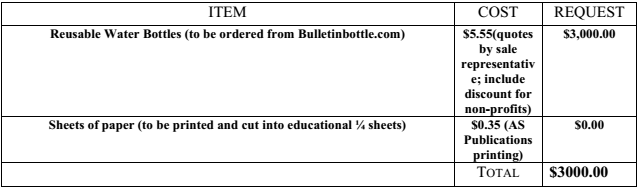 ITEM COST REQUEST
Reusable Water Bottles (to be ordered from Bulletinbottle.com) $5.55(quotes $3,000.00
by sale
representativ
e; include
discount for
non-profits)
Sheets of paper (to be printed and cut into educational ¼ sheets) $0.35 (AS $0.00
Publications
printing)
TOTAL $3000.00